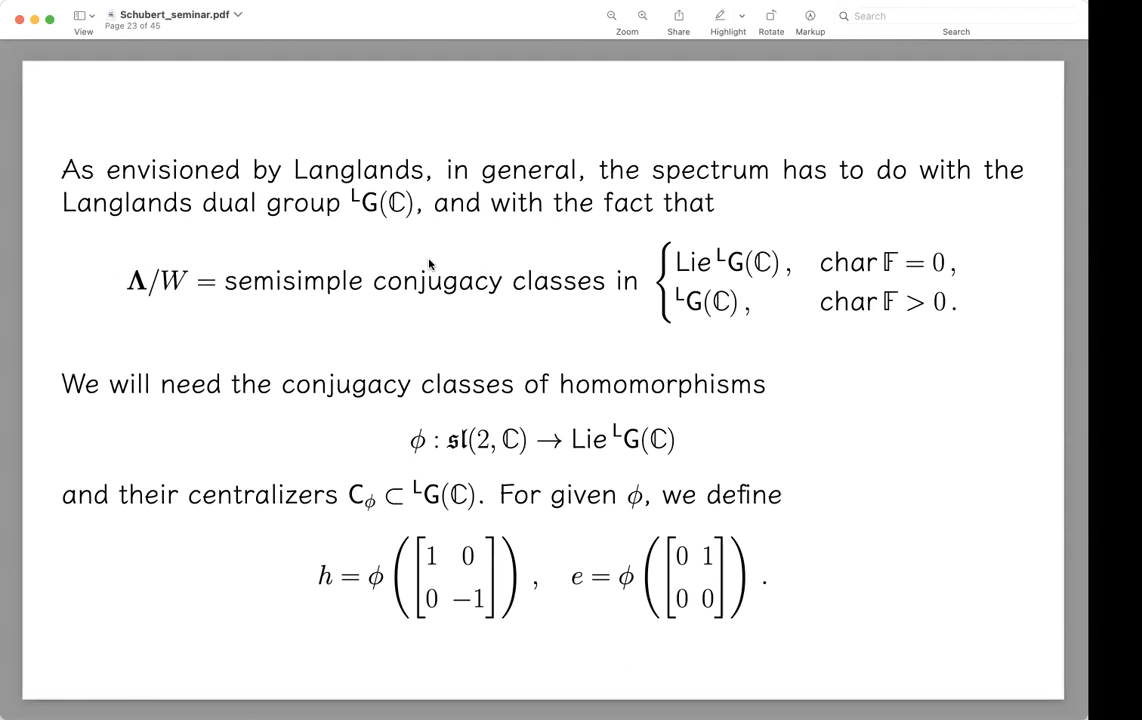 Schubert_seminar.pdf
Page 23 of 45
View
Zoom
Share
Highlight
Rotate
Markup
Search
Search
As envisioned by Langlands, in general, the spectrum has to do with the
Langlands dual group ᴸG(ℂ), and with the fact that
Λ/W = semisimple conjugacy classes in { Lie ᴸG(ℂ), char 𝔽 = 0,
ᴸG(ℂ), char 𝔽 > 0.
We will need the conjugacy classes of homomorphisms
ϕ : 𝔰𝔩(2, ℂ) → Lie ᴸG(ℂ)
and their centralizers C_ϕ ⊂ ᴸG(ℂ). For given ϕ, we define
h = ϕ ( [ 1 0
0 −1 ] ) , e = ϕ ( [ 0 1
0 0 ] ) .